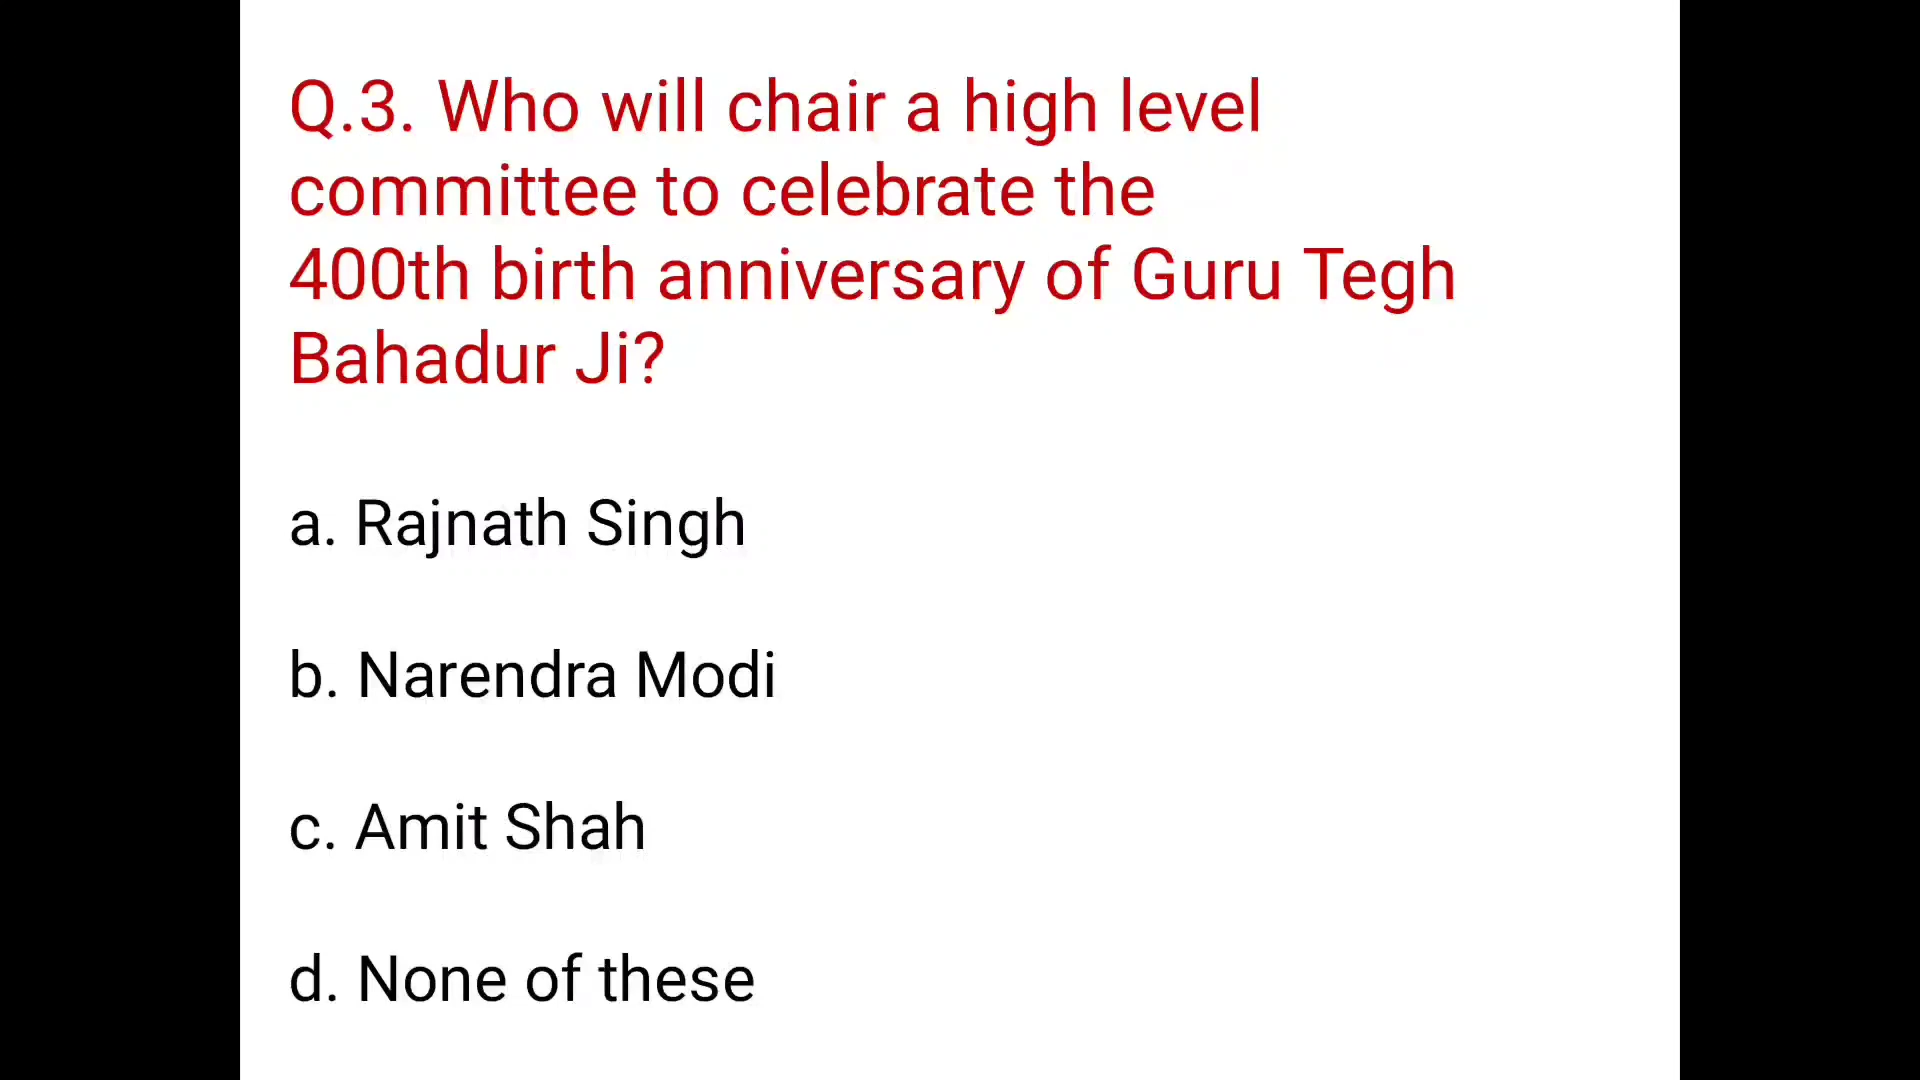 Q.3. Who will chair a high level
committee to celebrate the
400th birth anniversary of Guru Tegh
Bahadur Ji?
a. Rajnath Singh
b. Narendra Modi
c. Amit Shah
d. None of these